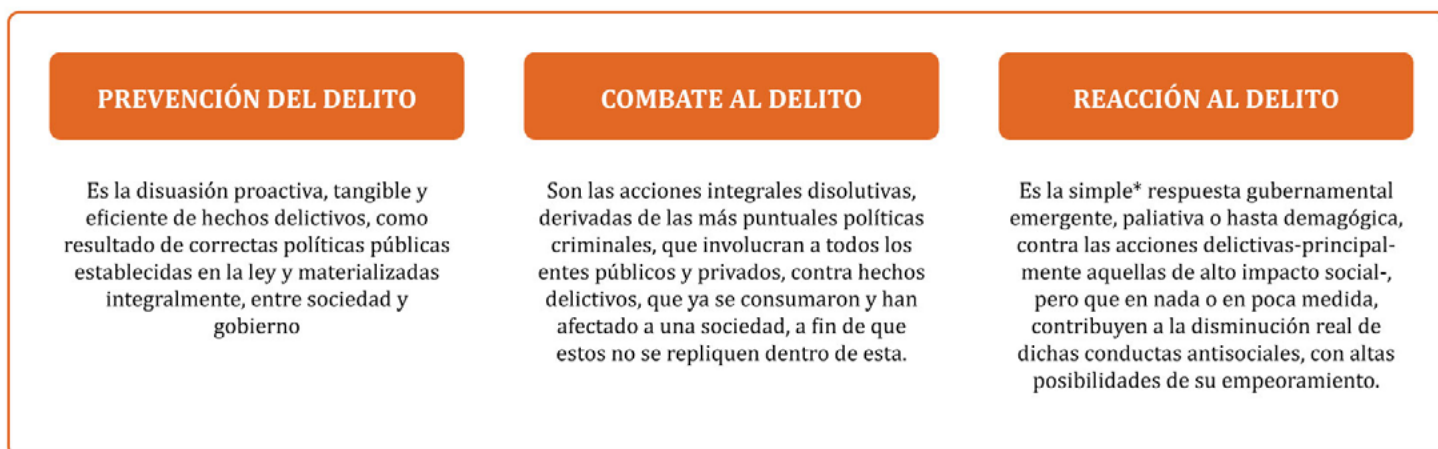 PREVENCIÓN DEL DELITO
Es la disuasión proactiva, tangible y
eficiente de hechos delictivos, como
resultado de correctas políticas públicas
establecidas en la ley y materializadas
integralmente, entre sociedad y
gobierno
COMBATE AL DELITO
Son las acciones integrales disolutivas,
derivadas de las más puntuales políticas
criminales, que involucran a todos los
entes públicos y privados, contra hechos
delictivos, que ya se consumaron y han
afectado a una sociedad, a fin de que
estos no se repliquen dentro de esta.
REACCIÓN AL DELITO
Es la simple* respuesta gubernamental
emergente, paliativa o hasta demagógica,
contra las acciones delictivas-principal-
mente aquellas de alto impacto social-,
pero que en nada o en poca medida,
contribuyen a la disminución real de
dichas conductas antisociales, con altas
posibilidades de su empeoramiento.